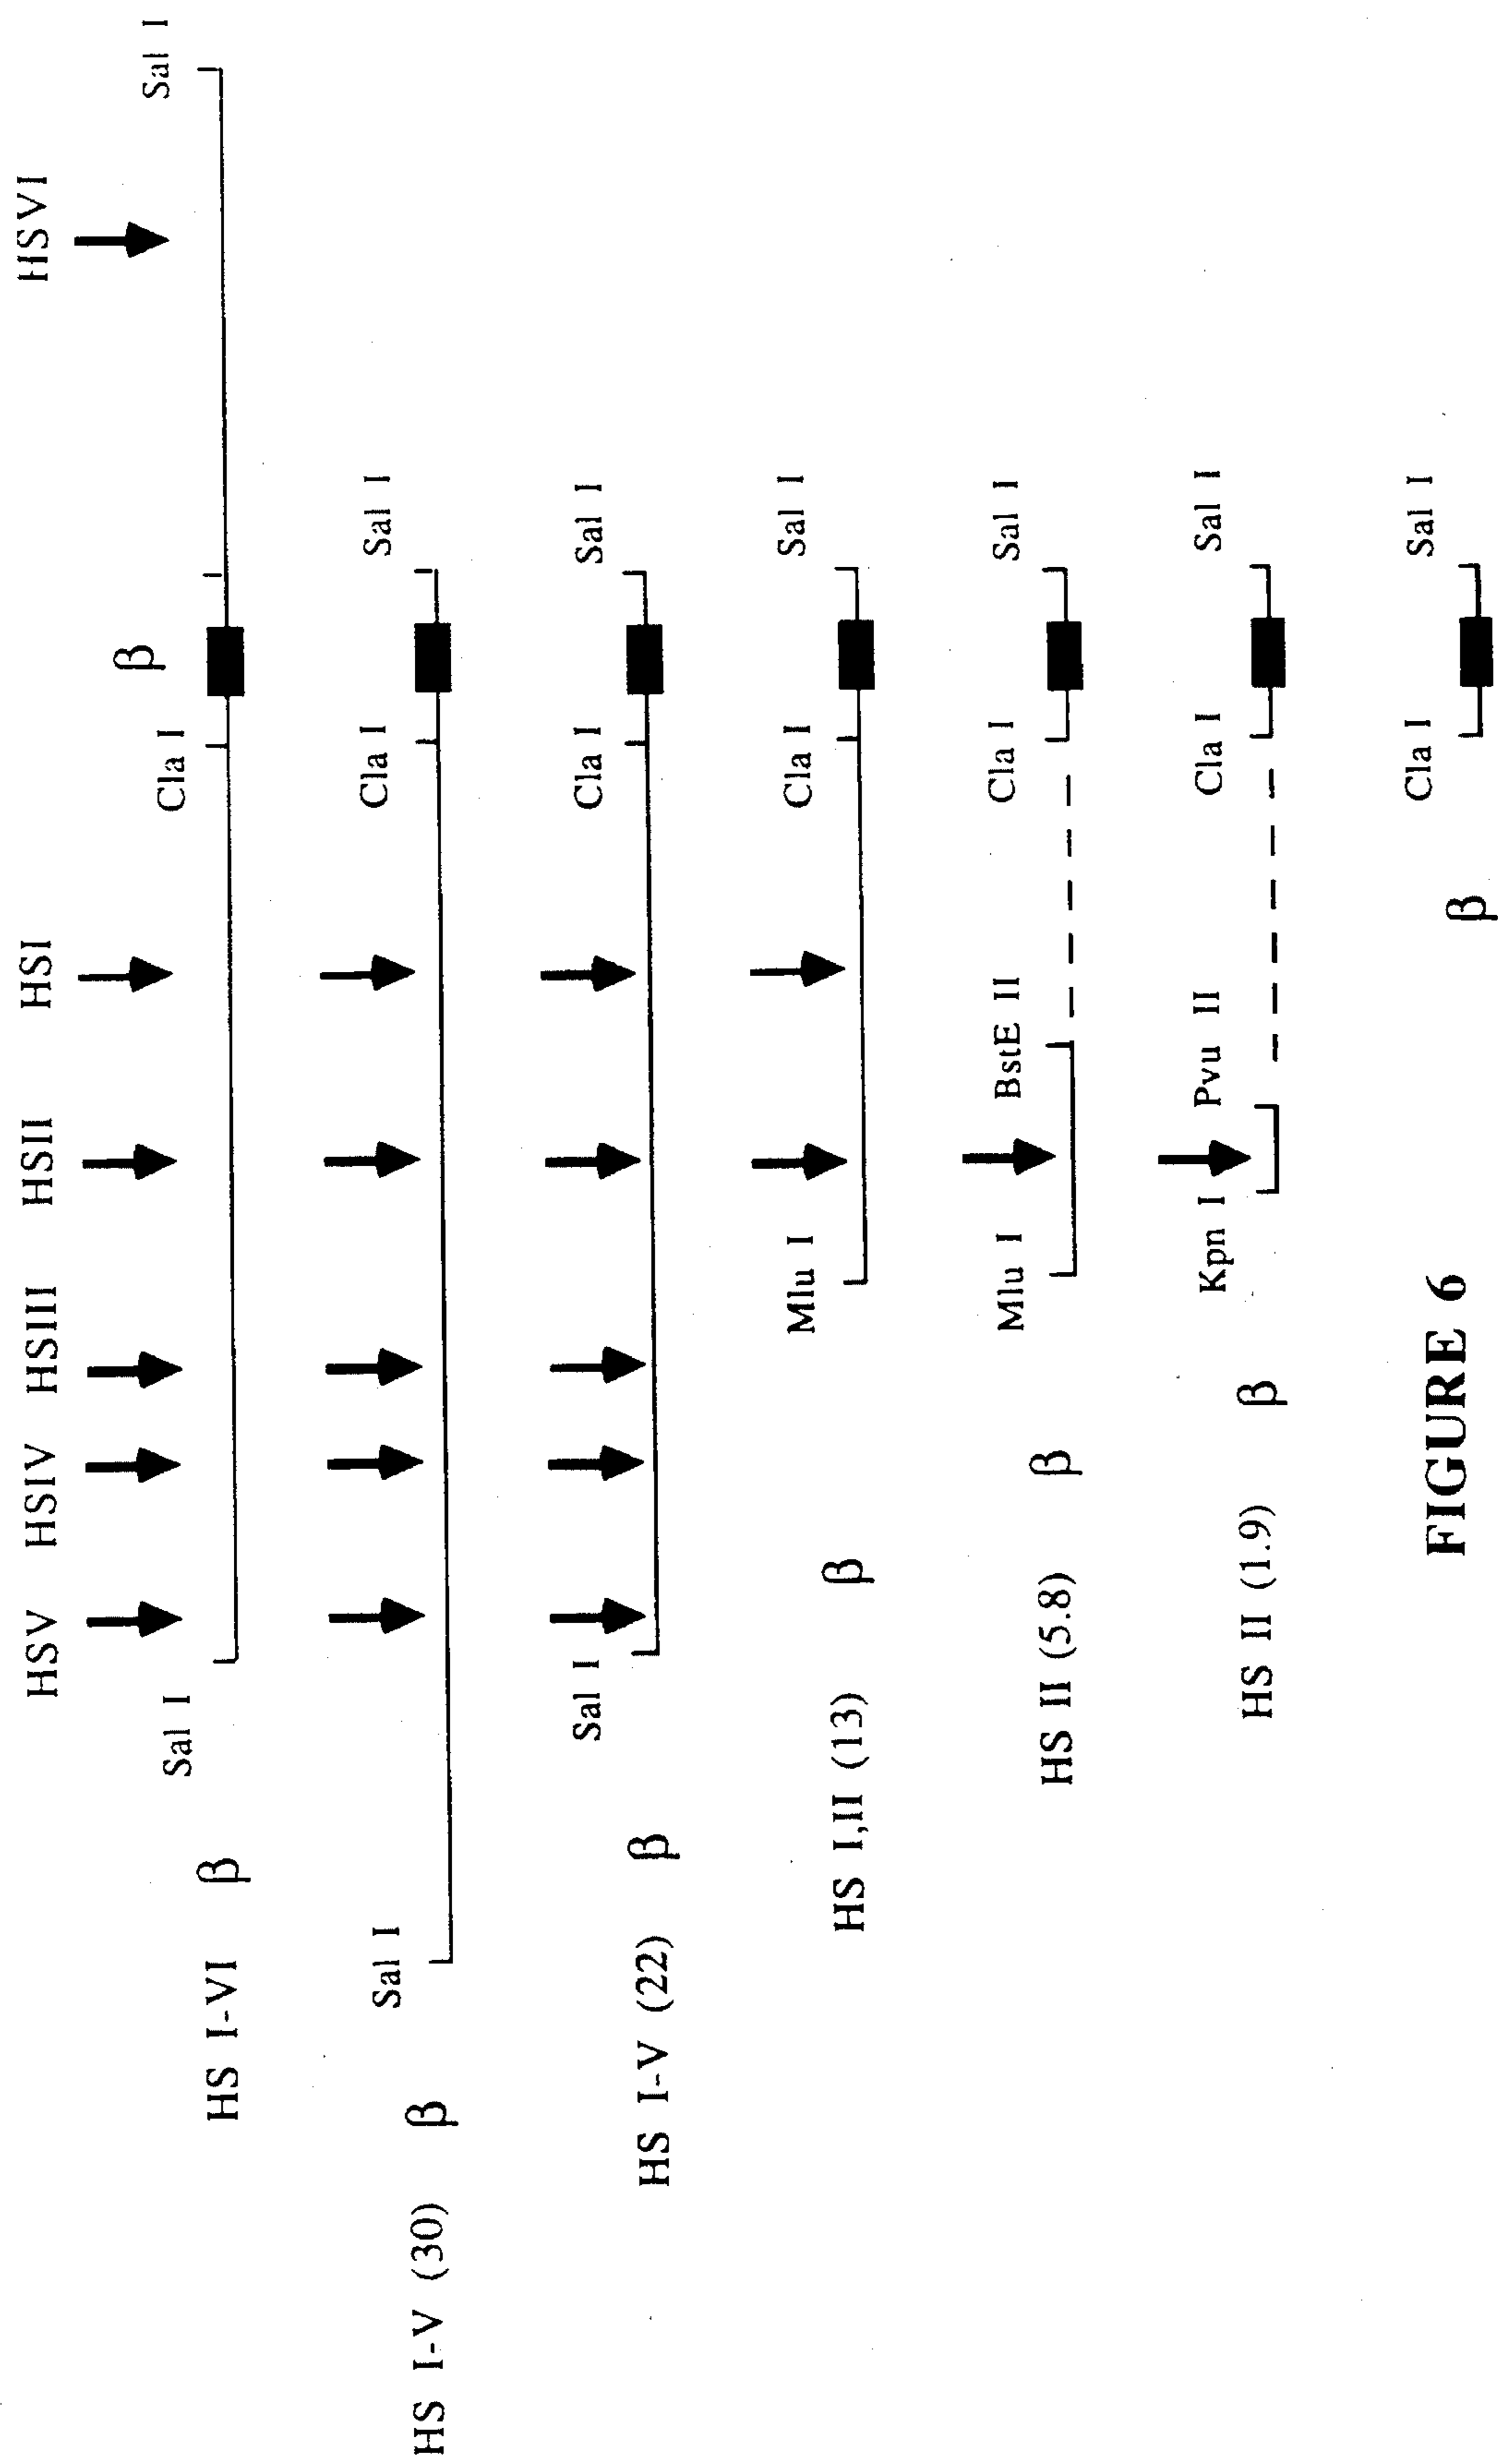 HSV HSIV HSIII HSII HSI HSVI
β
Sal I Cla I Sal I
HS I-VI β
Sal I Cla I Sal I
HS I-V (30) β
Sal I Cla I Sal I
HS I-V (22) β
Mlu I Cla I Sal I
HS I,II (13) β
Mlu I BstE II Cla I Sal I
HS II (5.8) β
Kpn I Pvu II Cla I Sal I
HS II (1.9) β
Cla I Sal I
β
FIGURE 6